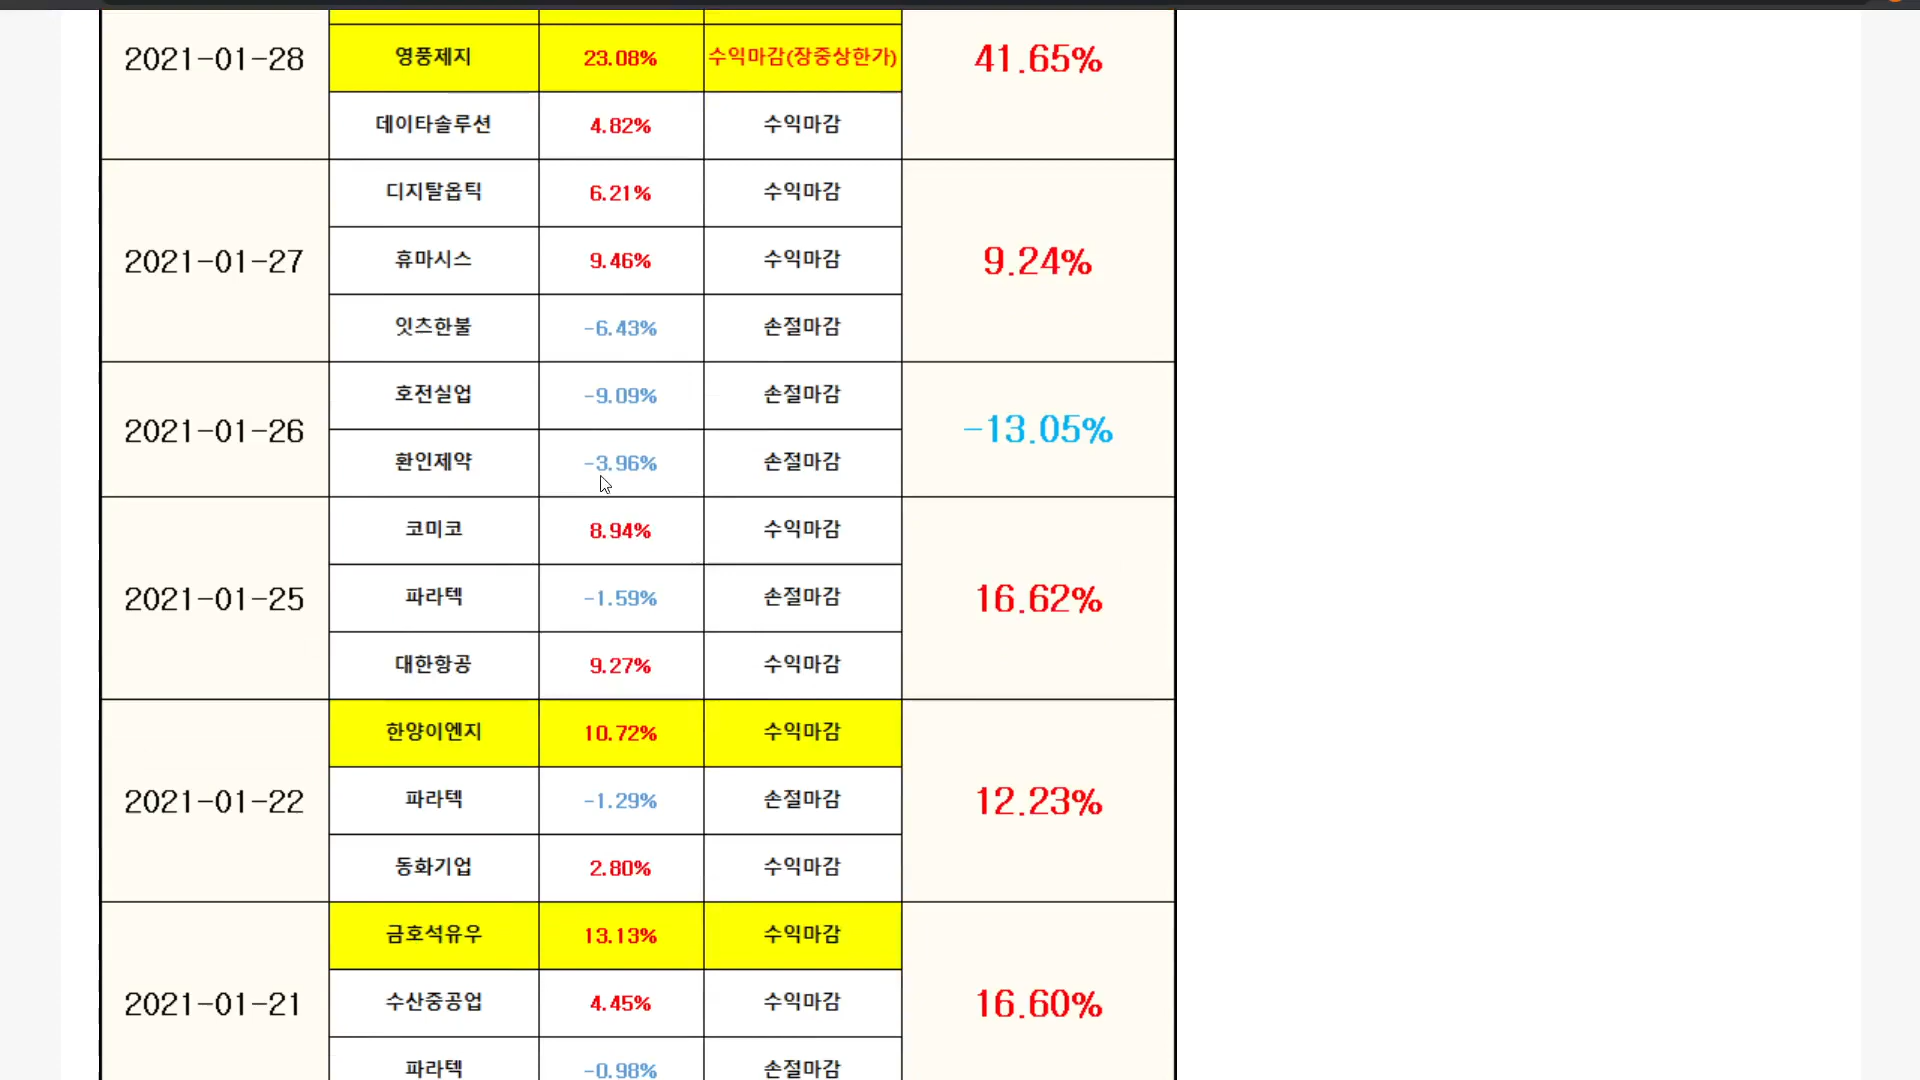 2021-01-28 영풍제지 23.08% 수익마감(장중상한가) 41.65%
데이타솔루션 4.82% 수익마감
디지탈옵틱 6.21% 수익마감
2021-01-27 휴마시스 9.46% 수익마감 9.24%
잇츠한불 -6.43% 손절마감
호전실업 -9.09% 손절마감
2021-01-26 -13.05%
환인제약 -3.96% 손절마감
코미코 8.94% 수익마감
2021-01-25 파라텍 -1.59% 손절마감 16.62%
대한항공 9.27% 수익마감
한양이엔지 10.72% 수익마감
2021-01-22 파라텍 -1.29% 손절마감 12.23%
동화기업 2.80% 수익마감
금호석유우 13.13% 수익마감
2021-01-21 수산중공업 4.45% 수익마감 16.60%
파라텍 -0.98% 손절마감